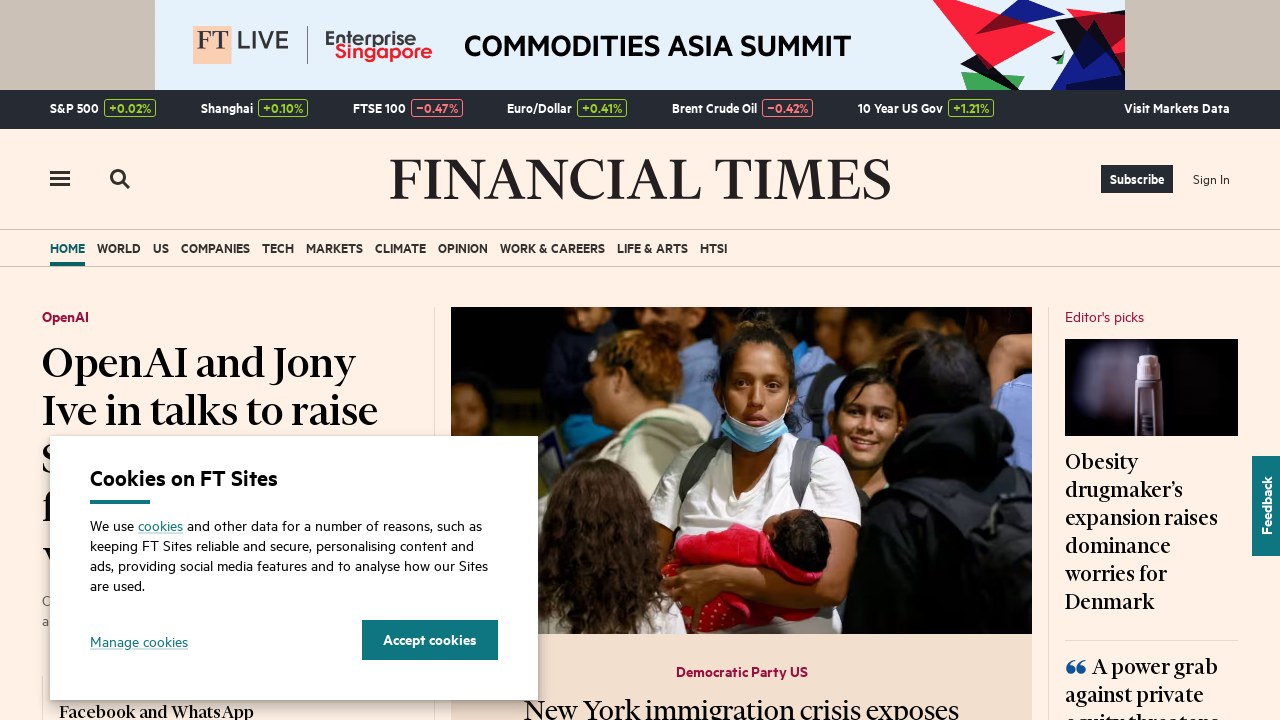 FT LIVE
Enterprise
Singapore
COMMODITIES ASIA SUMMIT
S&P 500 +0.02%
Shanghai +0.10%
FTSE 100 −0.47%
Euro/Dollar +0.41%
Brent Crude Oil −0.42%
10 Year US Gov +1.21%
Visit Markets Data
FINANCIAL TIMES
Subscribe
Sign In
HOME WORLD US COMPANIES TECH MARKETS CLIMATE OPINION WORK & CAREERS LIFE & ARTS HTSI
OpenAI
OpenAI and Jony
Ive in talks to raise
Cookies on FT Sites
We use cookies and other data for a number of reasons, such as
keeping FT Sites reliable and secure, personalising content and
ads, providing social media features and to analyse how our Sites
are used.
Manage cookies
Accept cookies
Facebook and WhatsApp
Democratic Party US
New York immigration crisis exposes
Editor's picks
Obesity
drugmaker’s
expansion raises
dominance
worries for
Denmark
“ A power grab
against private
equity threatens
Feedback